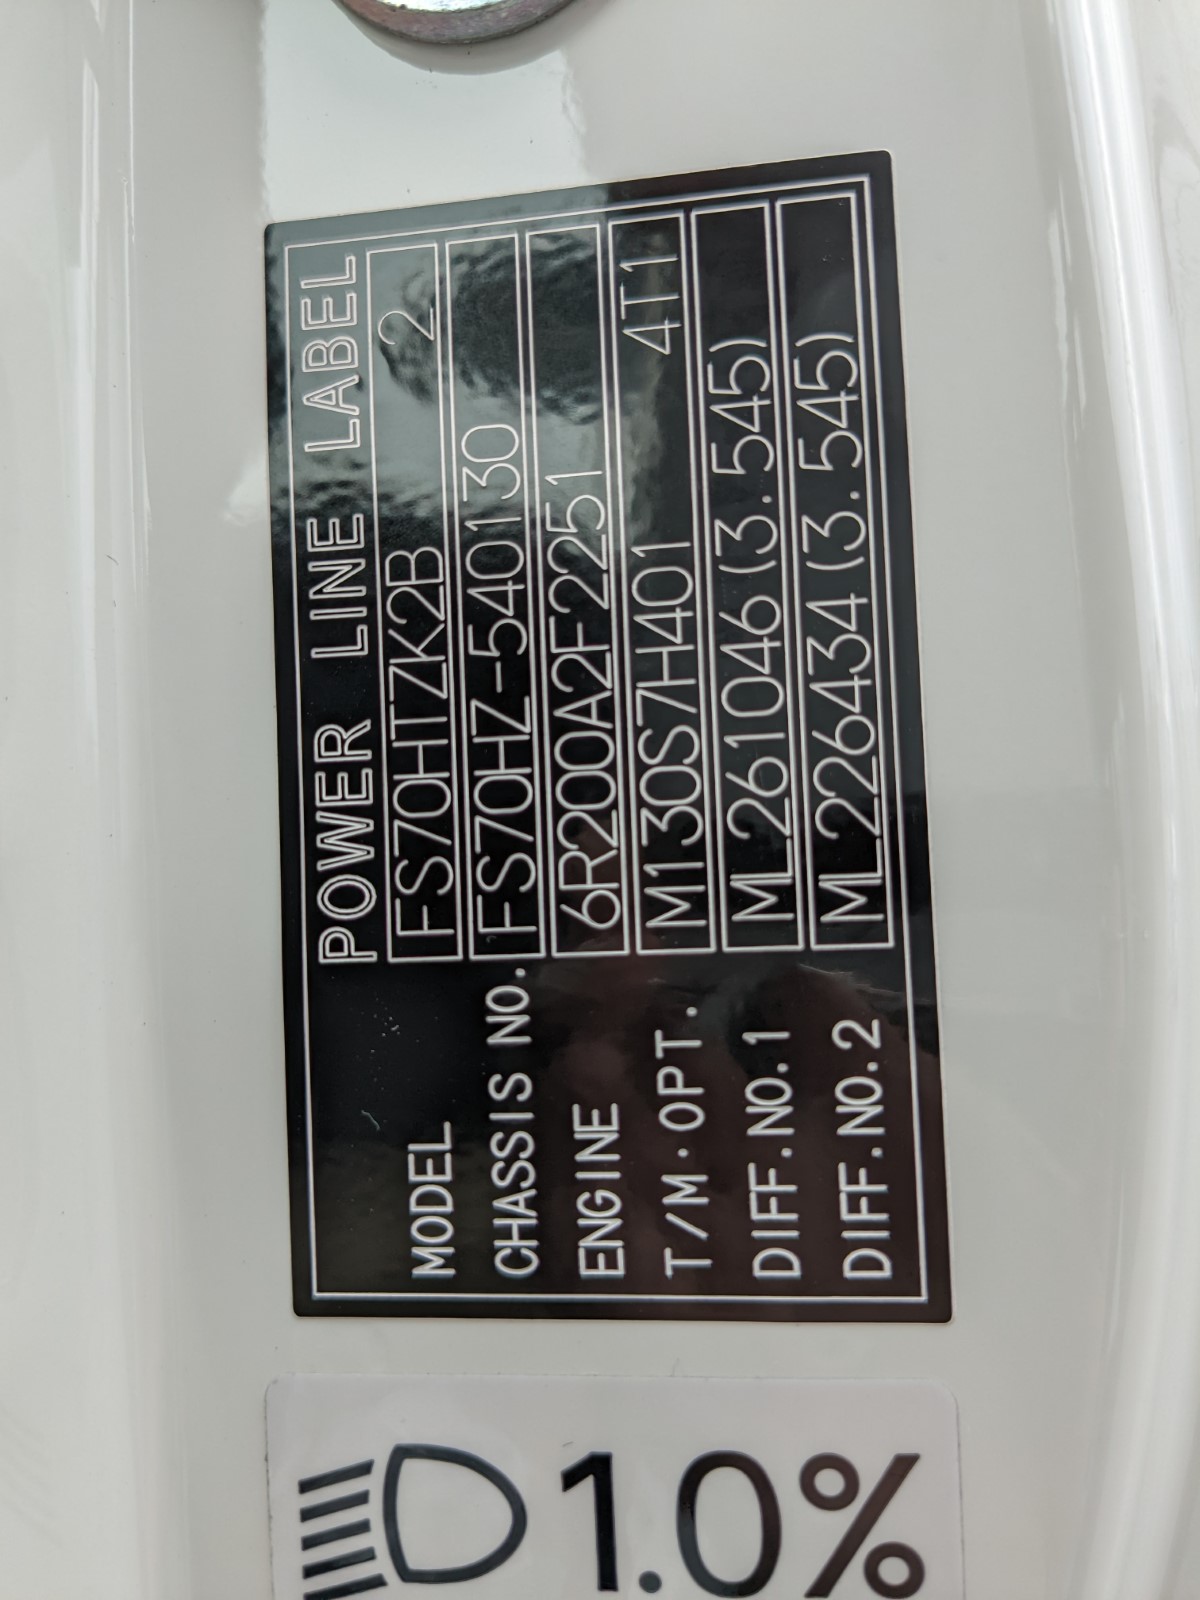 POWER LINE LABEL
MODEL FS70HTZK2B 2
CHASSIS NO. FS70HZ-540130
ENGINE 6R200A2F2251
T/M·OPT. M130S7H401 4T1
DIFF.NO.1 ML261046(3.545)
DIFF.NO.2 ML226434(3.545)
1.0%